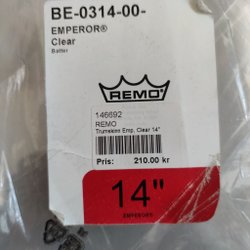 BE-0314-00-
EMPEROR®
Clear
Batter
REMO
146692
REMO
Trumskinn Emp, Clear 14"
Pris: 210.00 kr
14"
EMPEROR®